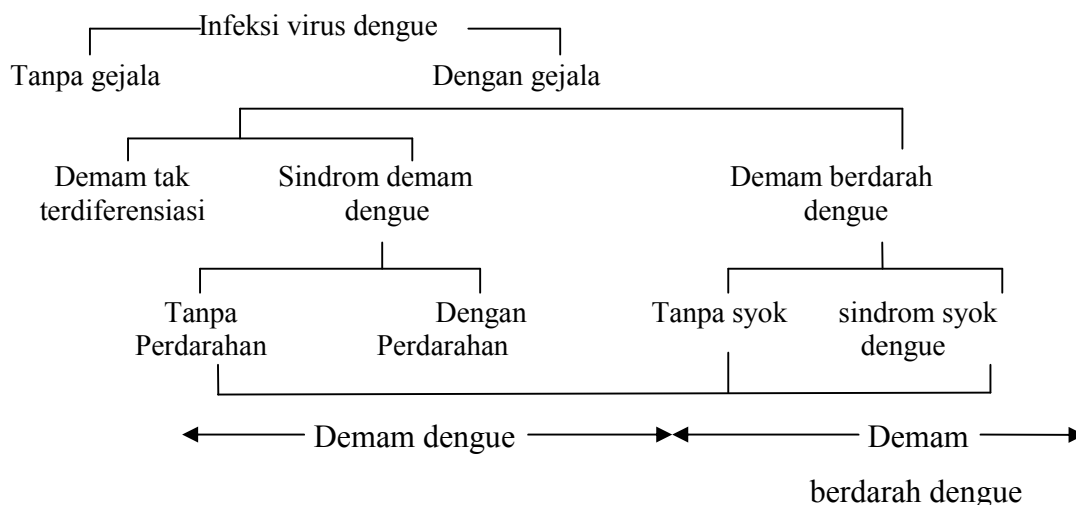 Infeksi virus dengue
Tanpa gejala
Dengan gejala
Demam tak
terdiferensiasi
Sindrom demam
dengue
Demam berdarah
dengue
Tanpa
Perdarahan
Dengan
Perdarahan
Tanpa syok
sindrom syok
dengue
Demam dengue
Demam
berdarah dengue